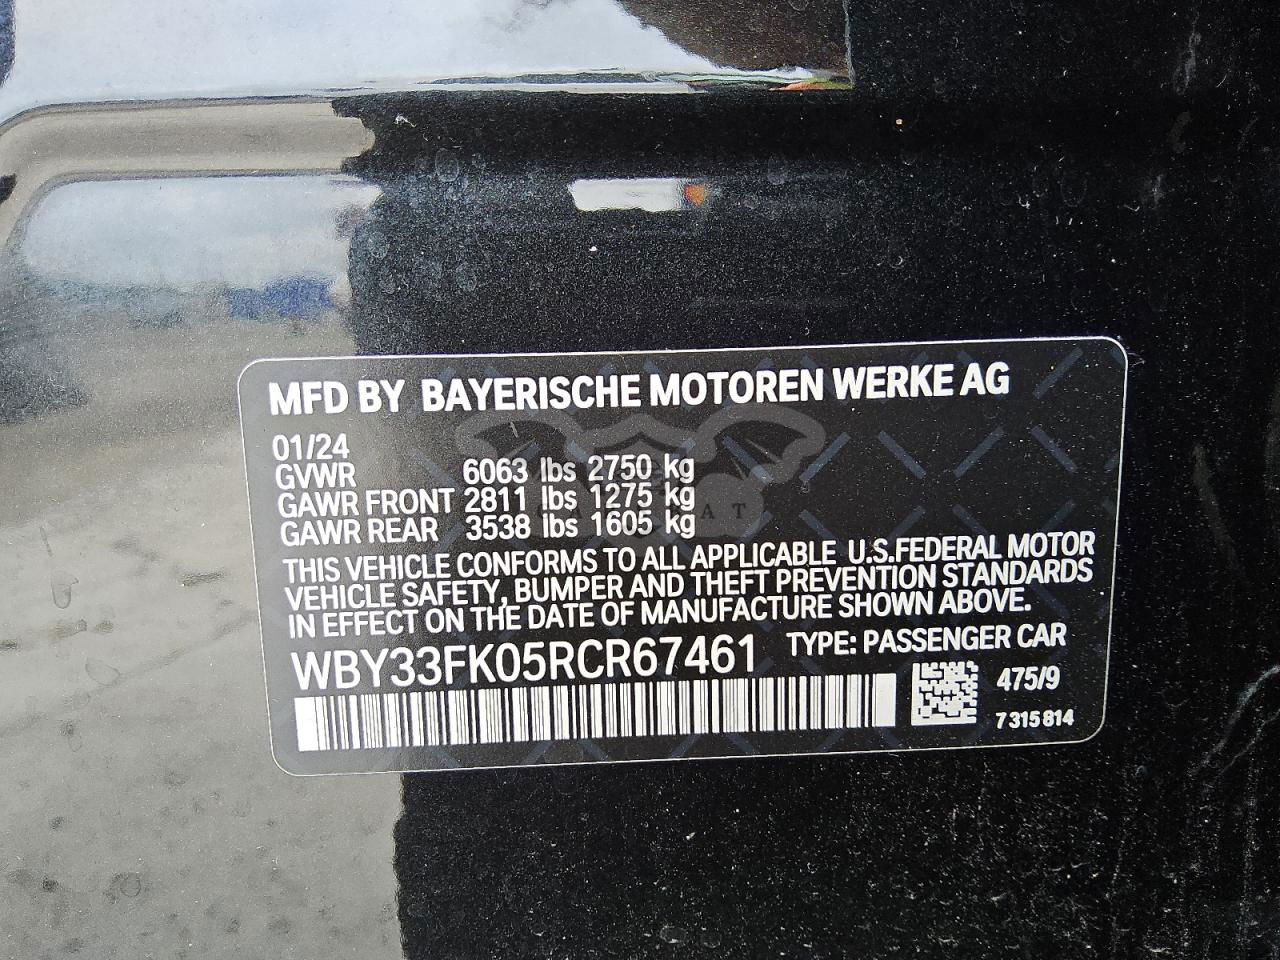 MFD BY BAYERISCHE MOTOREN WERKE AG
01/24
GVWR 6063 lbs 2750 kg
GAWR FRONT 2811 lbs 1275 kg
GAWR REAR 3538 lbs 1605 kg
THIS VEHICLE CONFORMS TO ALL APPLICABLE U.S.FEDERAL MOTOR
VEHICLE SAFETY, BUMPER AND THEFT PREVENTION STANDARDS
IN EFFECT ON THE DATE OF MANUFACTURE SHOWN ABOVE.
WBY33FK05RCR67461 TYPE: PASSENGER CAR
475/9
7 315 814